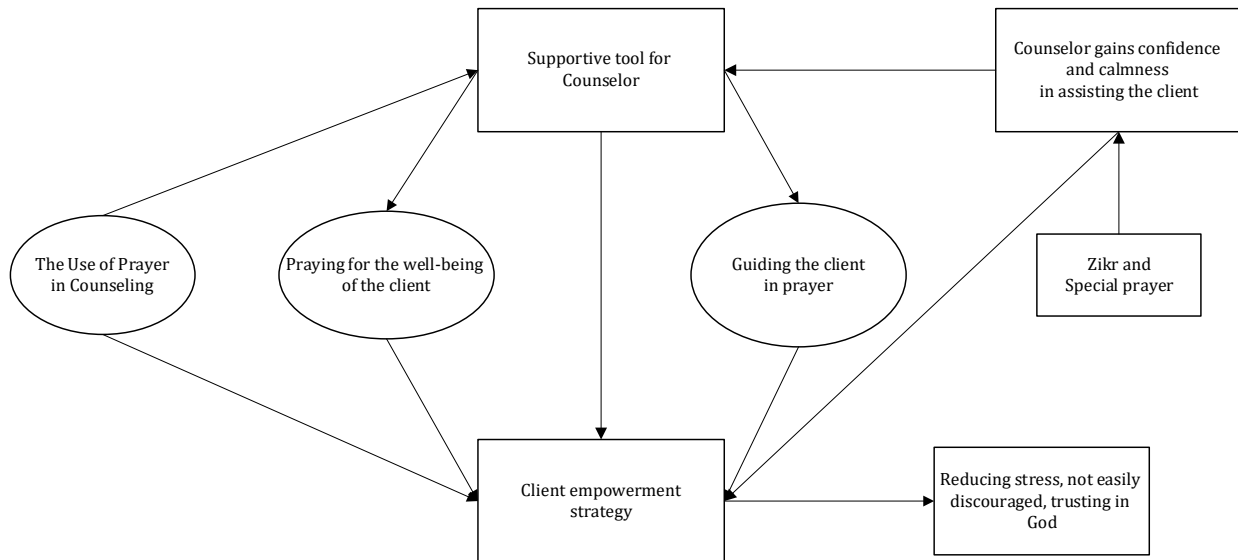 Supportive tool for
Counselor
Counselor gains confidence
and calmness
in assisting the client
The Use of Prayer
in Counseling
Praying for the well-being
of the client
Guiding the client
in prayer
Zikr and
Special prayer
Client empowerment
strategy
Reducing stress, not easily
discouraged, trusting in
God